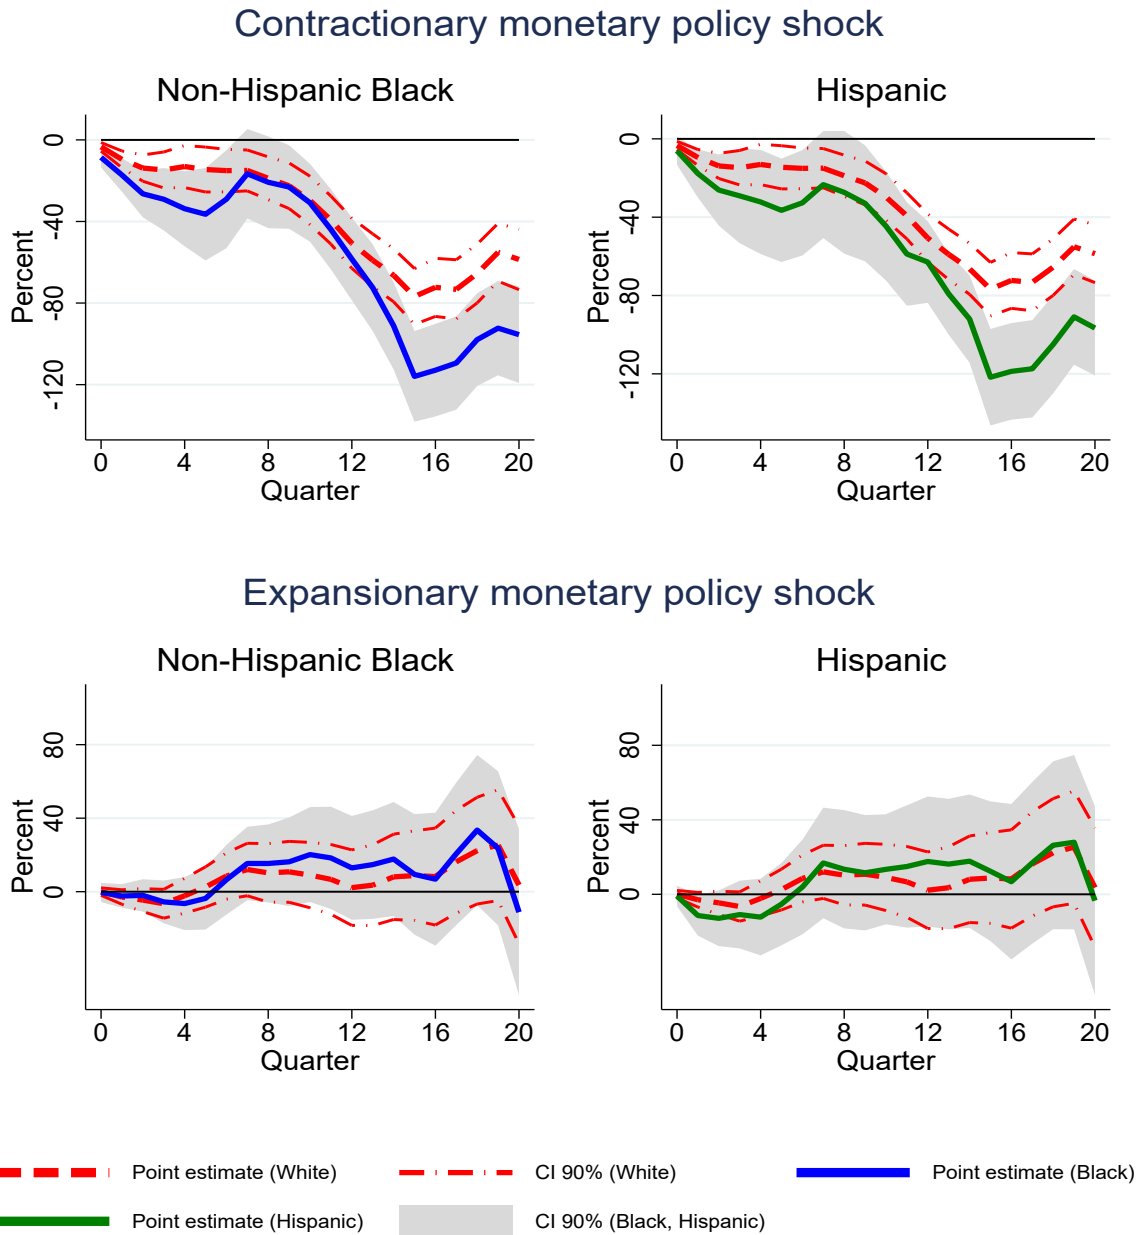 Contractionary monetary policy shock
Non-Hispanic Black
Hispanic
Percent
0
-40
-80
-120
0 4 8 12 16 20
Quarter
Percent
0
-40
-80
-120
0 4 8 12 16 20
Quarter
Expansionary monetary policy shock
Non-Hispanic Black
Hispanic
Percent
80
40
0
0 4 8 12 16 20
Quarter
Percent
80
40
0
0 4 8 12 16 20
Quarter
Point estimate (White)
CI 90% (White)
Point estimate (Black)
Point estimate (Hispanic)
CI 90% (Black, Hispanic)